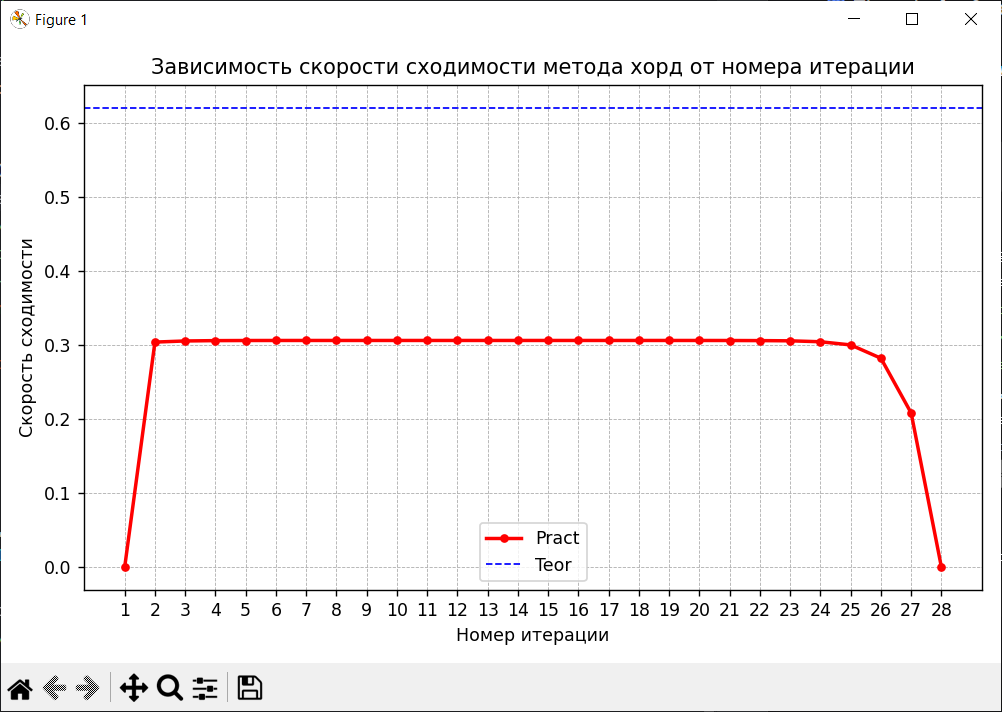 Figure 1
Зависимость скорости сходимости метода хорд от номера итерации
0.6
0.5
0.4
0.3
0.2
0.1
0.0
Скорость сходимости
Pract
Teor
1 2 3 4 5 6 7 8 9 10 11 12 13 14 15 16 17 18 19 20 21 22 23 24 25 26 27 28
Номер итерации